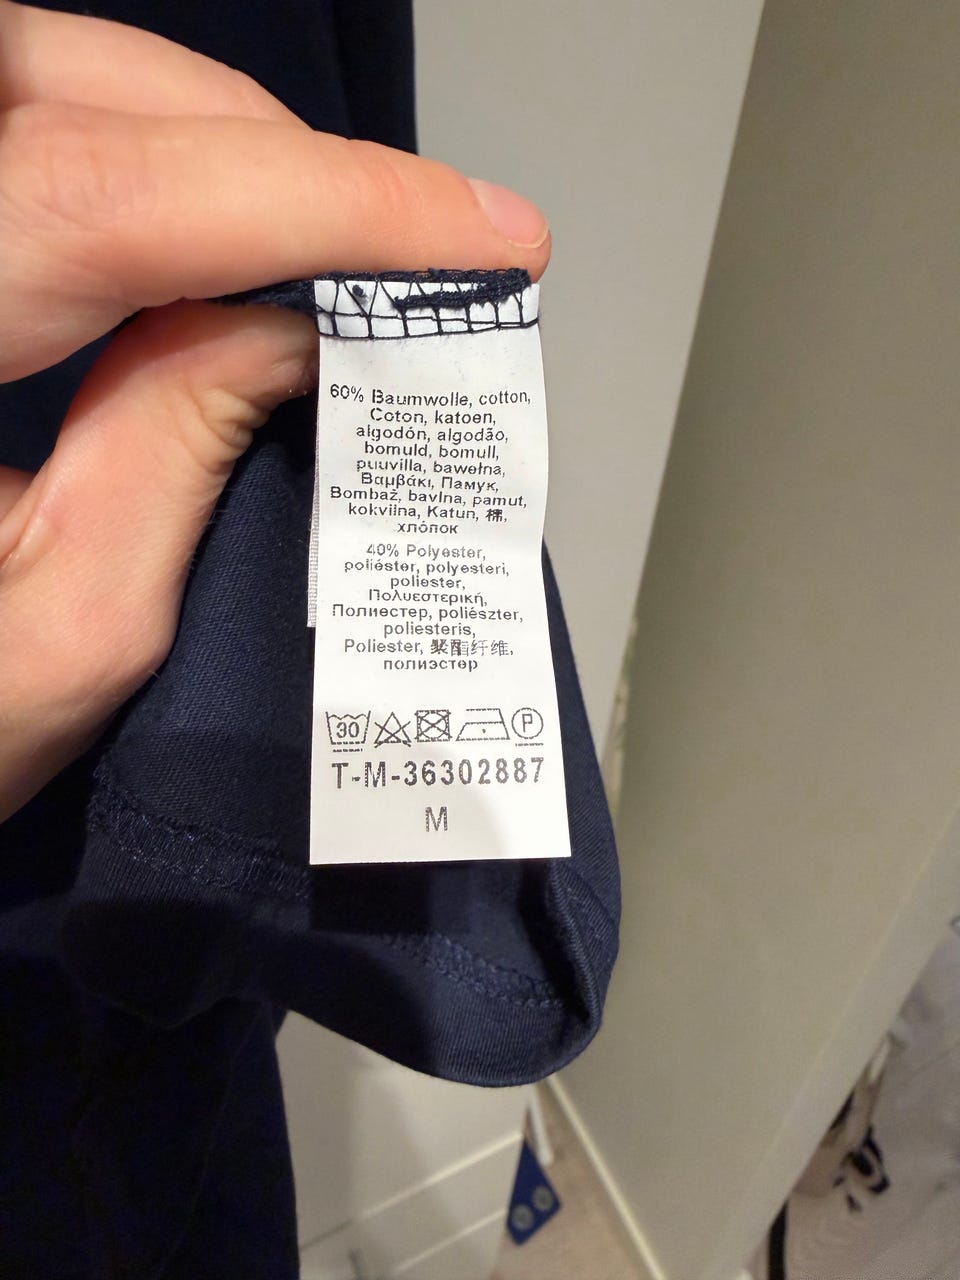 60% Baumwolle, cotton,
Coton, katoen,
algodón, algodão,
bomuld, bomull,
puuvilla, bawełna,
Βαμβάκι, Памук,
Bombaž, bavlna, pamut,
kokvilna, Katun, 棉,
хлопок
40% Polyester,
poliéster, polyesteri,
poliester,
Πολυεστερική,
Полиестер, poliészter,
poliesteris,
Poliester, 聚酯纤维,
полиэстер
30 P
T-M-36302887
M